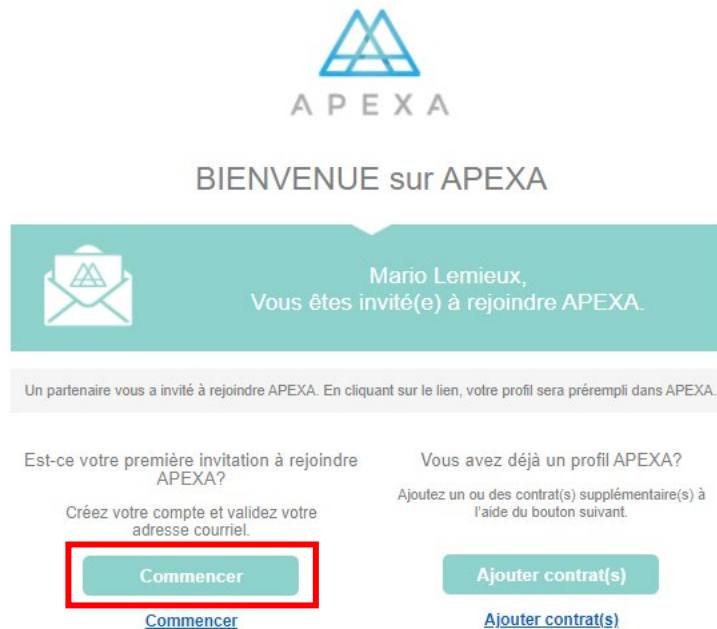 APEXA
BIENVENUE sur APEXA
Mario Lemieux,
Vous êtes invité(e) à rejoindre APEXA.
Un partenaire vous a invité à rejoindre APEXA. En cliquant sur le lien, votre profil sera prérempli dans APEXA.
Est-ce votre première invitation à rejoindre
APEXA?
Créez votre compte et validez votre
adresse courriel.
Commencer
Commencer
Vous avez déjà un profil APEXA?
Ajoutez un ou des contrat(s) supplémentaire(s) à
l'aide du bouton suivant.
Ajouter contrat(s)
Ajouter contrat(s)